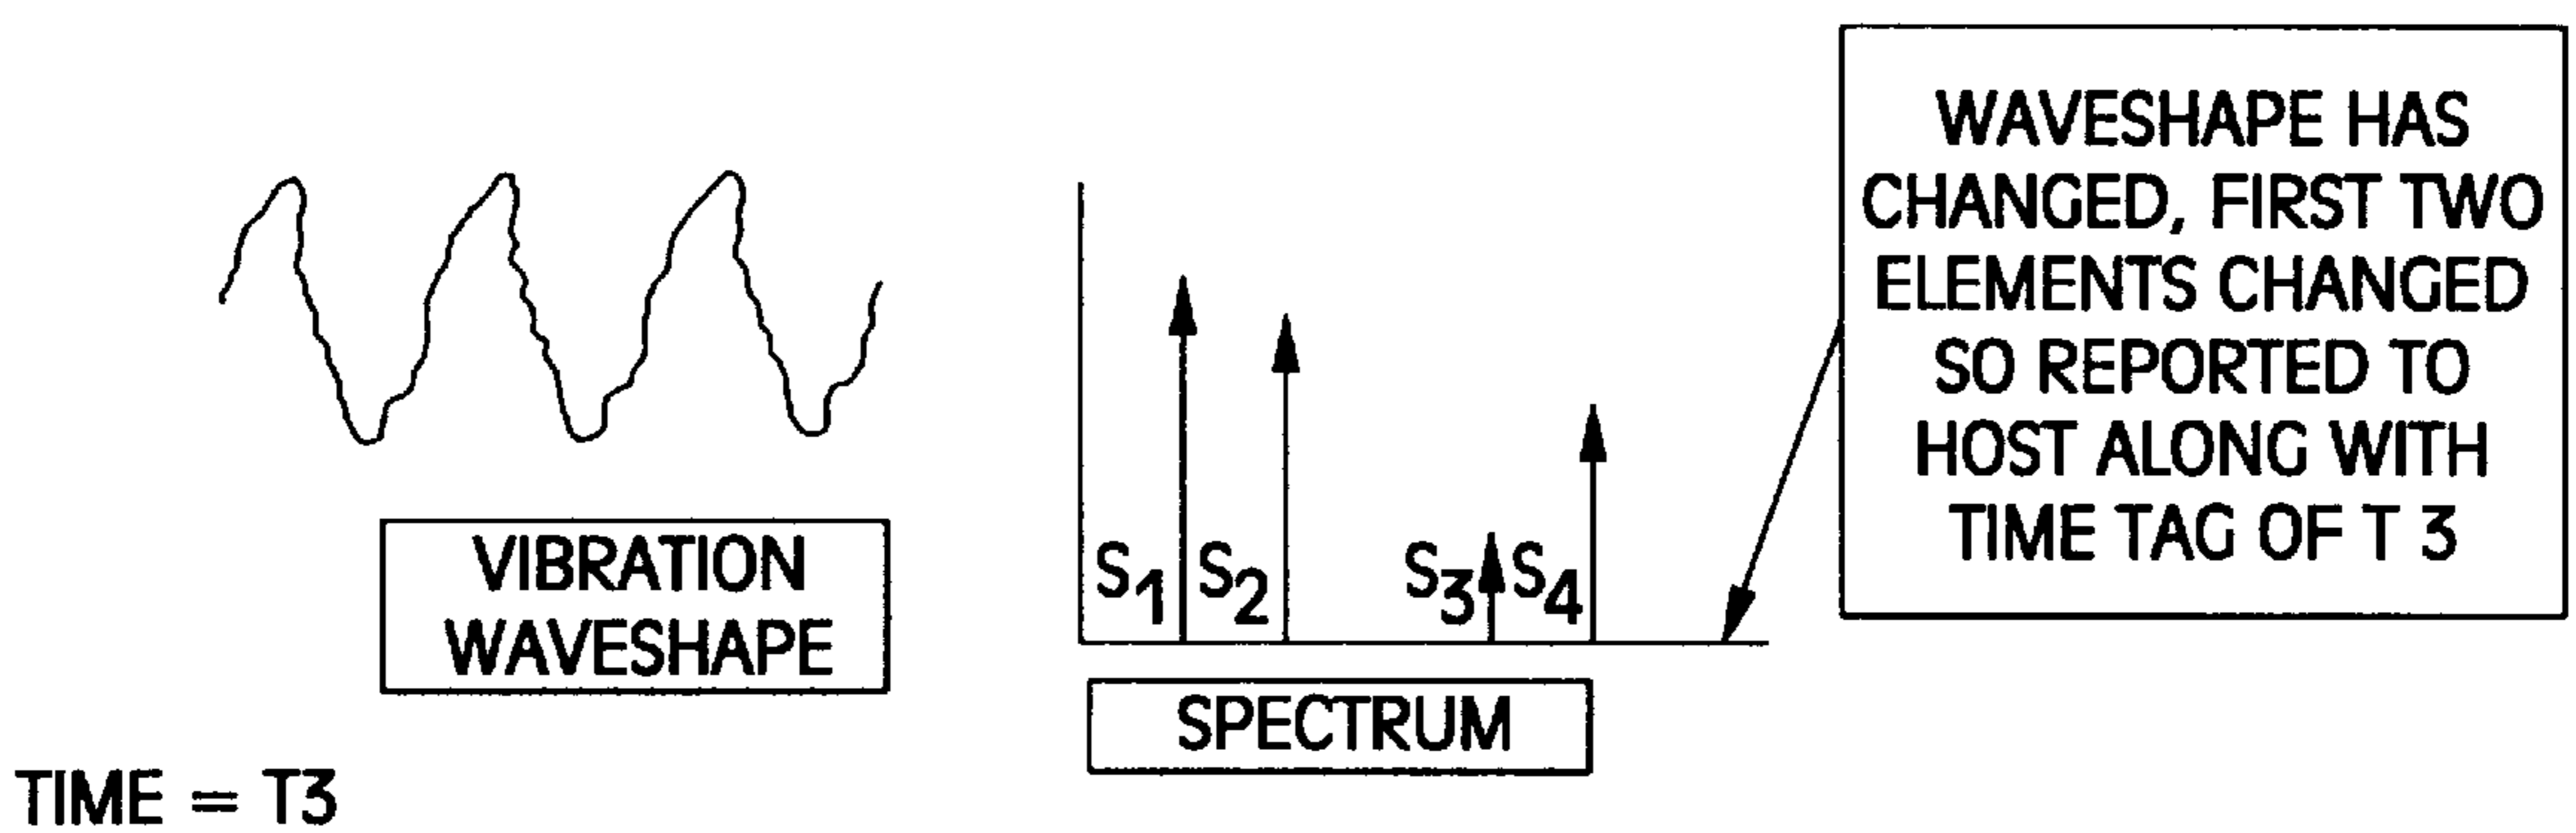 WAVESHAPE HAS
CHANGED, FIRST TWO
ELEMENTS CHANGED
SO REPORTED TO
HOST ALONG WITH
TIME TAG OF T 3
S1 S2 S3 S4
VIBRATION
WAVESHAPE
SPECTRUM
TIME = T3